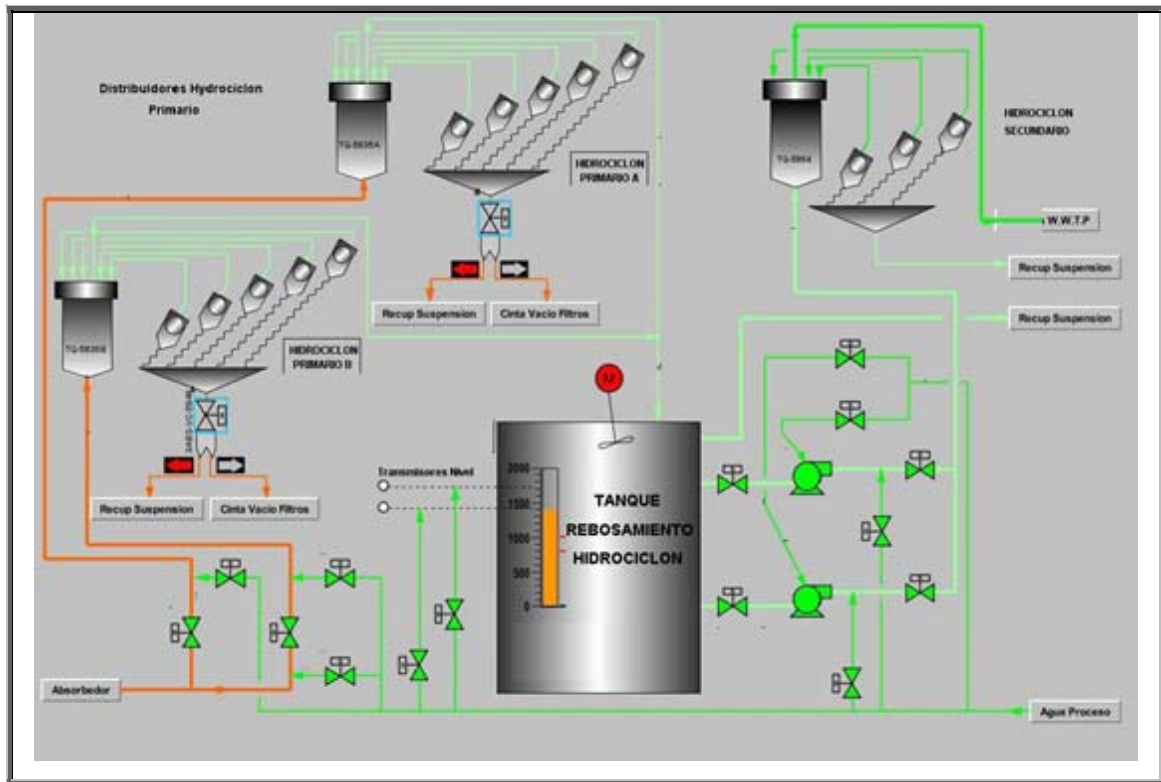 Distribuidores Hydrociclon
Primario
HIDROCICLON
PRIMARIO A
Recup Suspension
Cinta Vacio Filtros
HIDROCICLON
SECUNDARIO
W.W.T.P
Recup Suspension
Recup Suspension
HIDROCICLON
PRIMARIO B
Recup Suspension
Cinta Vacio Filtros
Transmisores Nivel
2000
1500
1000
500
0
TANQUE
REBOSAMIENTO
HIDROCICLON
Absorbedor
Agua Proceso